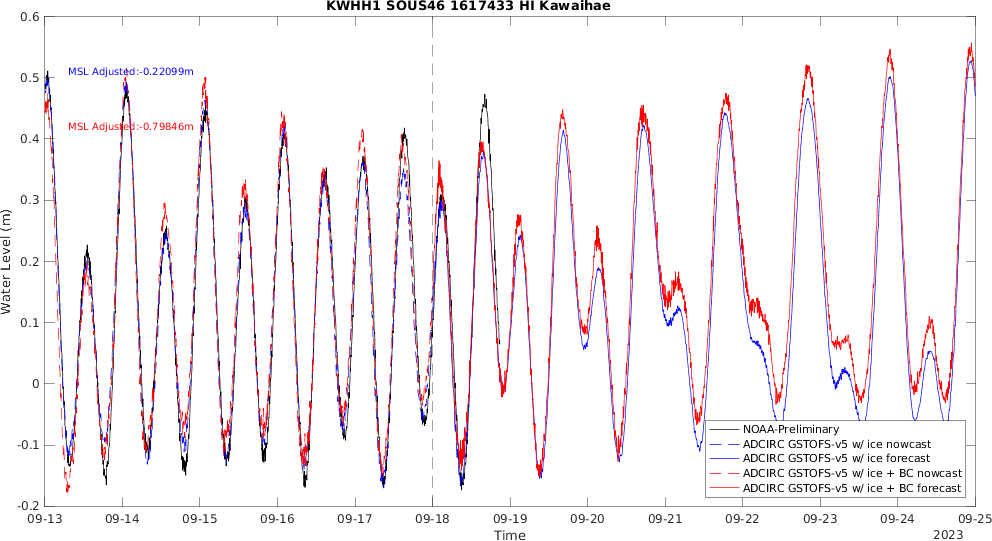 KWHH1 SOUS46 1617433 HI Kawaihae
0.6
0.5
0.4
0.3
0.2
0.1
0
-0.1
-0.2
Water Level (m)
MSL Adjusted:-0.22099m
MSL Adjusted:-0.79846m
NOAA-Preliminary
ADCIRC GSTOFS-v5 w/ ice nowcast
ADCIRC GSTOFS-v5 w/ ice forecast
ADCIRC GSTOFS-v5 w/ ice + BC nowcast
ADCIRC GSTOFS-v5 w/ ice + BC forecast
09-13 09-14 09-15 09-16 09-17 09-18 09-19 09-20 09-21 09-22 09-23 09-24 09-25
Time
2023